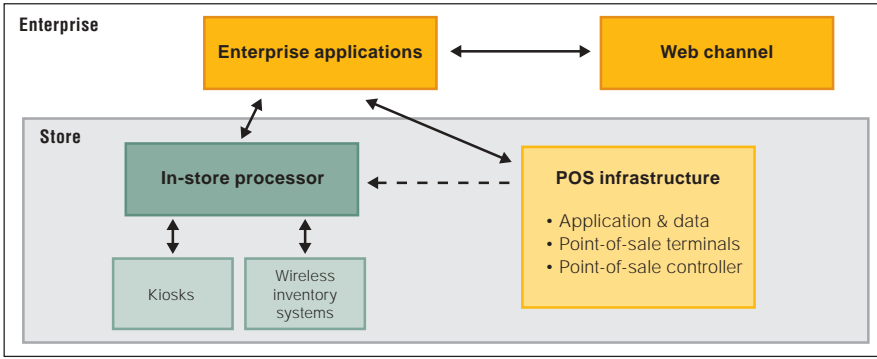 Enterprise
Enterprise applications
Web channel
Store
In-store processor
POS infrastructure
• Application & data
• Point-of-sale terminals
• Point-of-sale controller
Kiosks
Wireless
inventory
systems